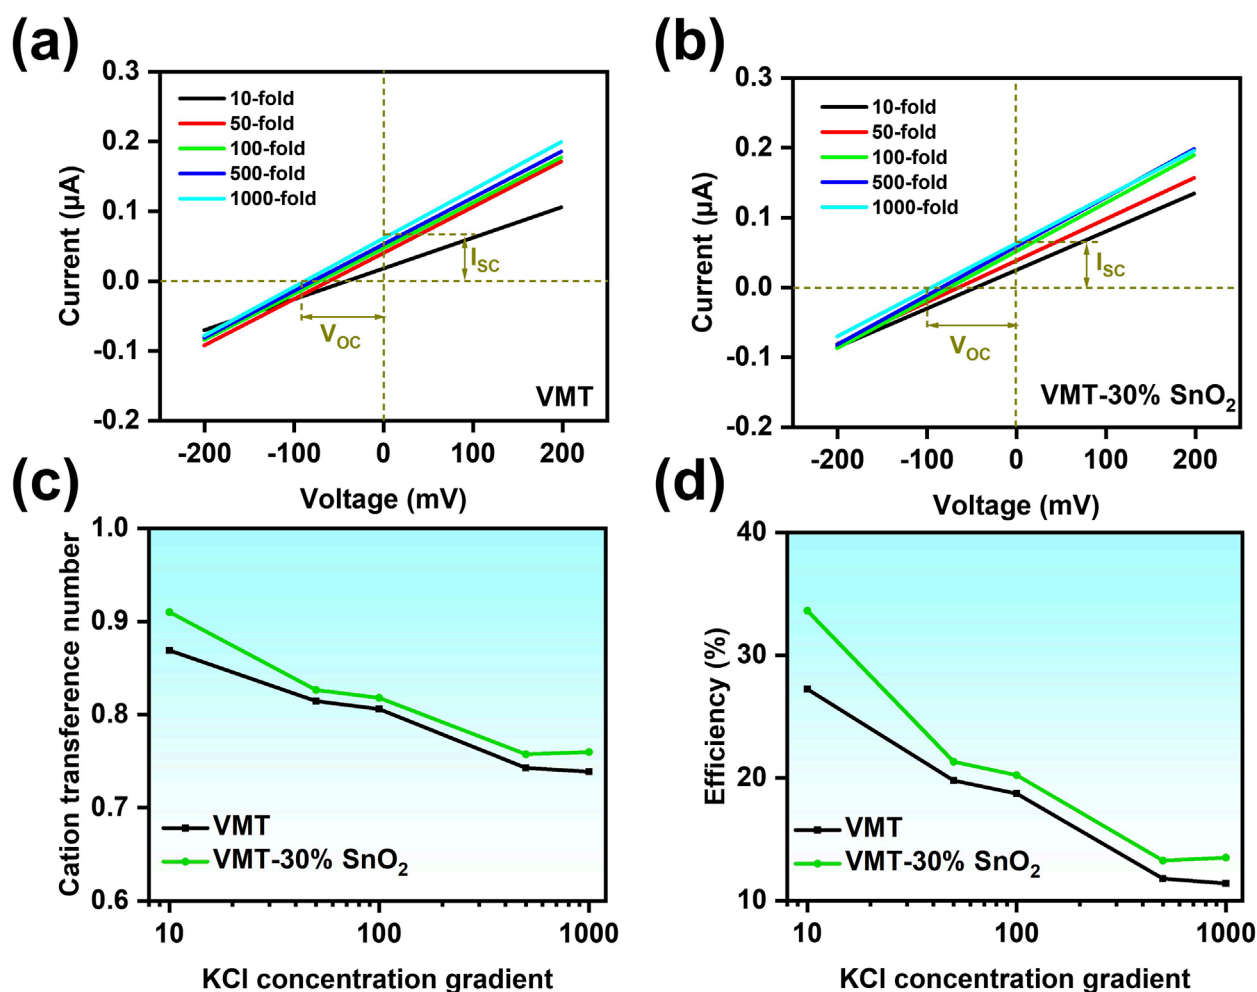 (a)
0.3
0.2
0.1
0.0
-0.1
-0.2
Current (µA)
10-fold
50-fold
100-fold
500-fold
1000-fold
I_SC
V_OC
VMT
-200 -100 0 100 200
Voltage (mV)
(b)
0.3
0.2
0.1
0.0
-0.1
-0.2
Current (µA)
10-fold
50-fold
100-fold
500-fold
1000-fold
I_SC
V_OC
VMT-30% SnO₂
-200 -100 0 100 200
Voltage (mV)
(c)
1.0
0.9
0.8
0.7
0.6
Cation transference number
VMT
VMT-30% SnO₂
10 100 1000
KCl concentration gradient
(d)
40
30
20
10
Efficiency (%)
VMT
VMT-30% SnO₂
10 100 1000
KCl concentration gradient